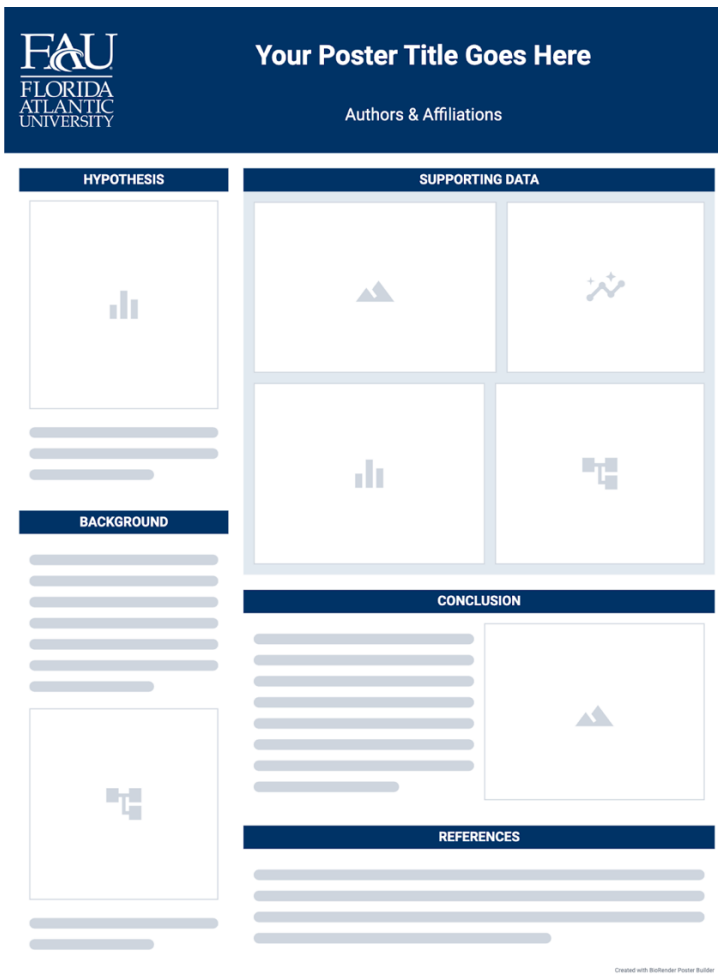 FAU
FLORIDA
ATLANTIC
UNIVERSITY
Your Poster Title Goes Here
Authors & Affiliations
HYPOTHESIS
BACKGROUND
SUPPORTING DATA
CONCLUSION
REFERENCES
Created with BioRender Poster Builder